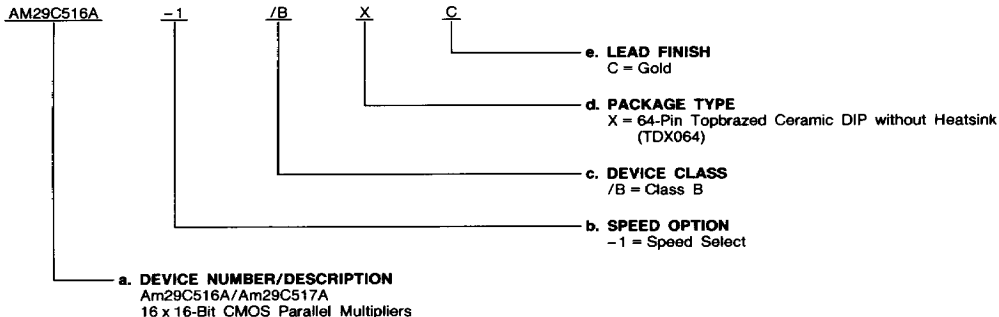 AM29C516A -1 /B X C
e. LEAD FINISH
C = Gold
d. PACKAGE TYPE
X = 64-Pin Topbrazed Ceramic DIP without Heatsink
(TDX064)
c. DEVICE CLASS
/B = Class B
b. SPEED OPTION
-1 = Speed Select
a. DEVICE NUMBER/DESCRIPTION
Am29C516A/Am29C517A
16 x 16-Bit CMOS Parallel Multipliers